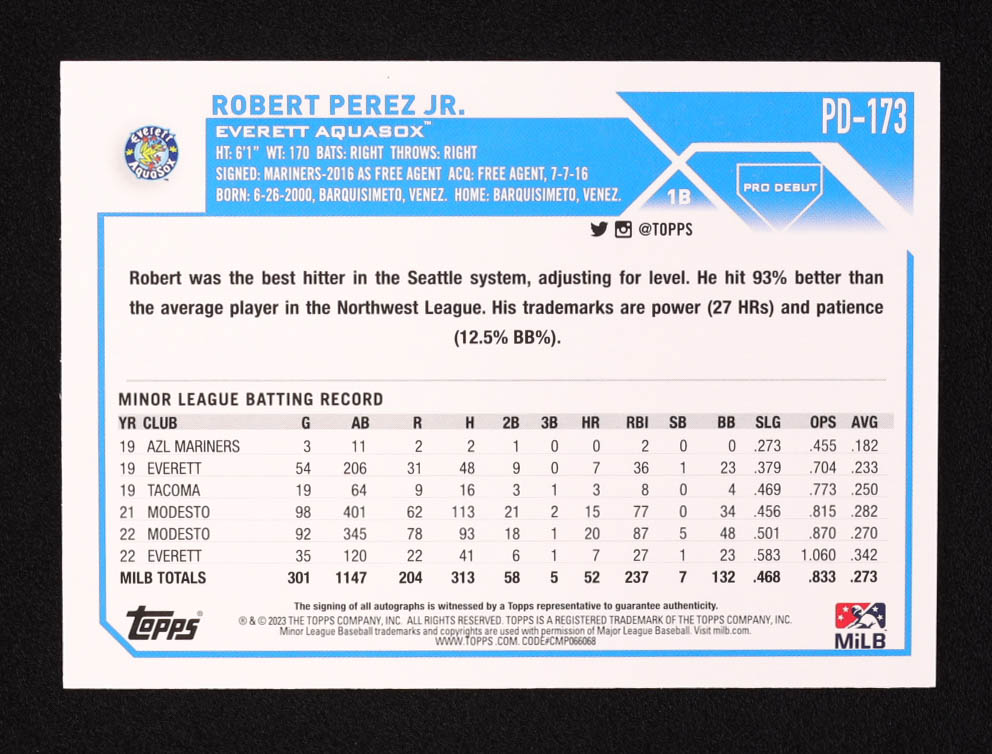 ROBERT PEREZ JR.
PD-173
Everett
AquaSox
EVERETT AQUASOX™
HT: 6'1" WT: 170 BATS: RIGHT THROWS: RIGHT
SIGNED: MARINERS-2016 AS FREE AGENT ACQ: FREE AGENT, 7-7-16
BORN: 6-26-2000, BARQUISIMETO, VENEZ. HOME: BARQUISIMETO, VENEZ.
1B
PRO DEBUT
@TOPPS
Robert was the best hitter in the Seattle system, adjusting for level. He hit 93% better than
the average player in the Northwest League. His trademarks are power (27 HRs) and patience
(12.5% BB%).
MINOR LEAGUE BATTING RECORD
YR CLUB G AB R H 2B 3B HR RBI SB BB SLG OPS AVG
19 AZL MARINERS 3 11 2 2 1 0 0 2 0 0 .273 .455 .182
19 EVERETT 54 206 31 48 9 0 7 36 1 23 .379 .704 .233
19 TACOMA 19 64 9 16 3 1 3 8 0 4 .469 .773 .250
21 MODESTO 98 401 62 113 21 2 15 77 0 34 .456 .815 .282
22 MODESTO 92 345 78 93 18 1 20 87 5 48 .501 .870 .270
22 EVERETT 35 120 22 41 6 1 7 27 1 23 .583 1.060 .342
MILB TOTALS 301 1147 204 313 58 5 52 237 7 132 .468 .833 .273
The signing of all autographs is witnessed by a Topps representative to guarantee authenticity.
® & © 2023 THE TOPPS COMPANY, INC. ALL RIGHTS RESERVED. TOPPS IS A REGISTERED TRADEMARK OF THE TOPPS COMPANY, INC.
Minor League Baseball trademarks and copyrights are used with permission of Major League Baseball. Visit milb.com.
WWW.TOPPS.COM. CODE#CMP066068
Topps®
MiLB